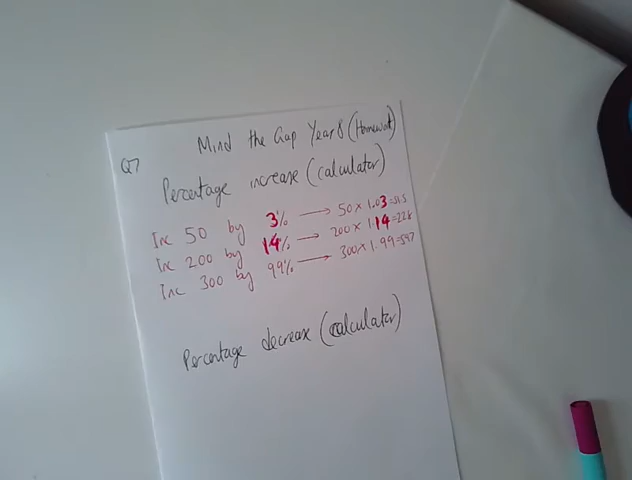 Q7
Mind the Gap Year 8 (Homework)
Percentage increase (calculator)
Inc 50 by 3% → 50 × 1.03 = 51.5
Inc 200 by 14% → 200 × 1.14 = 228
Inc 300 by 99% → 300 × 1.99 = 597
Percentage decrease (calculator)